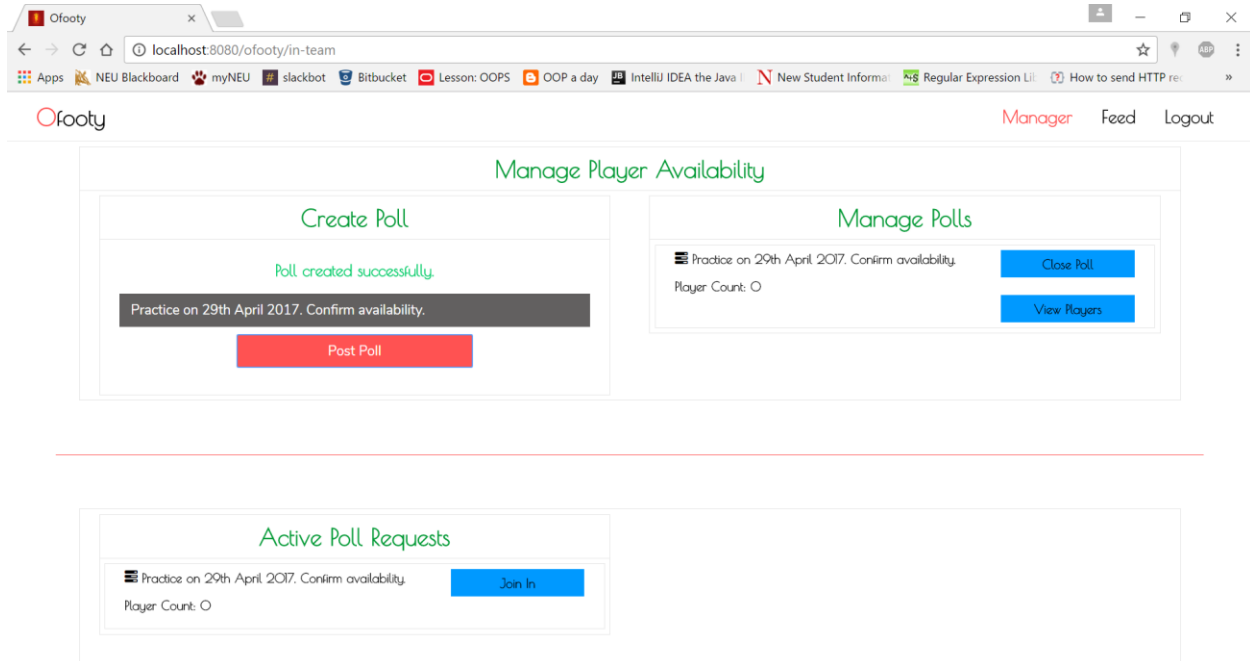 Ofooty
localhost:8080/ofooty/in-team
ABP
Apps NEU Blackboard myNEU slackbot Bitbucket Lesson: OOPS OOP a day IntelliJ IDEA the Java New Student Informa Regular Expression Li How to send HTTP re »
Ofooty Manager Feed Logout
Manage Player Availability
Create Poll
Poll created successfully.
Practice on 29th April 2017. Confirm availability.
Post Poll
Manage Polls
Practice on 29th April 2017. Confirm availability. Close Poll
Player Count: 0
View Players
Active Poll Requests
Practice on 29th April 2017. Confirm availability. Join In
Player Count: 0